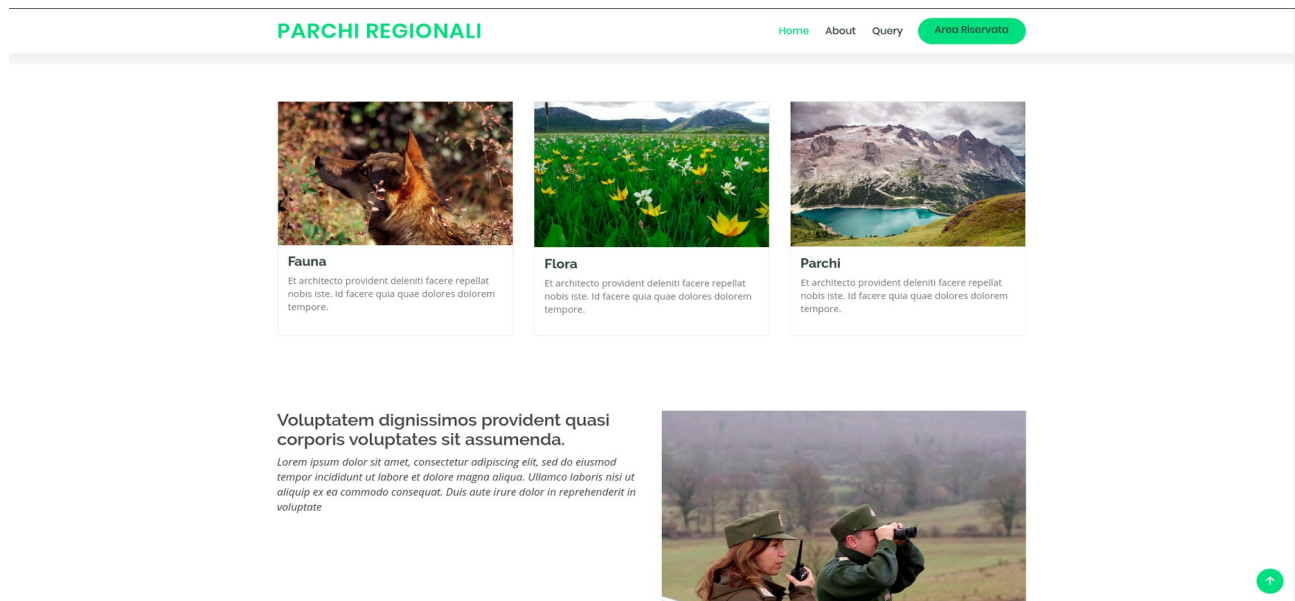 PARCHI REGIONALI
Home About Query Area Riservata
Fauna
Et architecto provident deleniti facere repellat
nobis iste. Id facere quia quae dolores dolorem
tempore.
Flora
Et architecto provident deleniti facere repellat
nobis iste. Id facere quia quae dolores dolorem
tempore.
Parchi
Et architecto provident deleniti facere repellat
nobis iste. Id facere quia quae dolores dolorem
tempore.
Voluptatem dignissimos provident quasi
corporis voluptates sit assumenda.
Lorem ipsum dolor sit amet, consectetur adipiscing elit, sed do eiusmod
tempor incididunt ut labore et dolore magna aliqua. Ullamco laboris nisi ut
aliquip ex ea commodo consequat. Duis aute irure dolor in reprehenderit in
voluptate